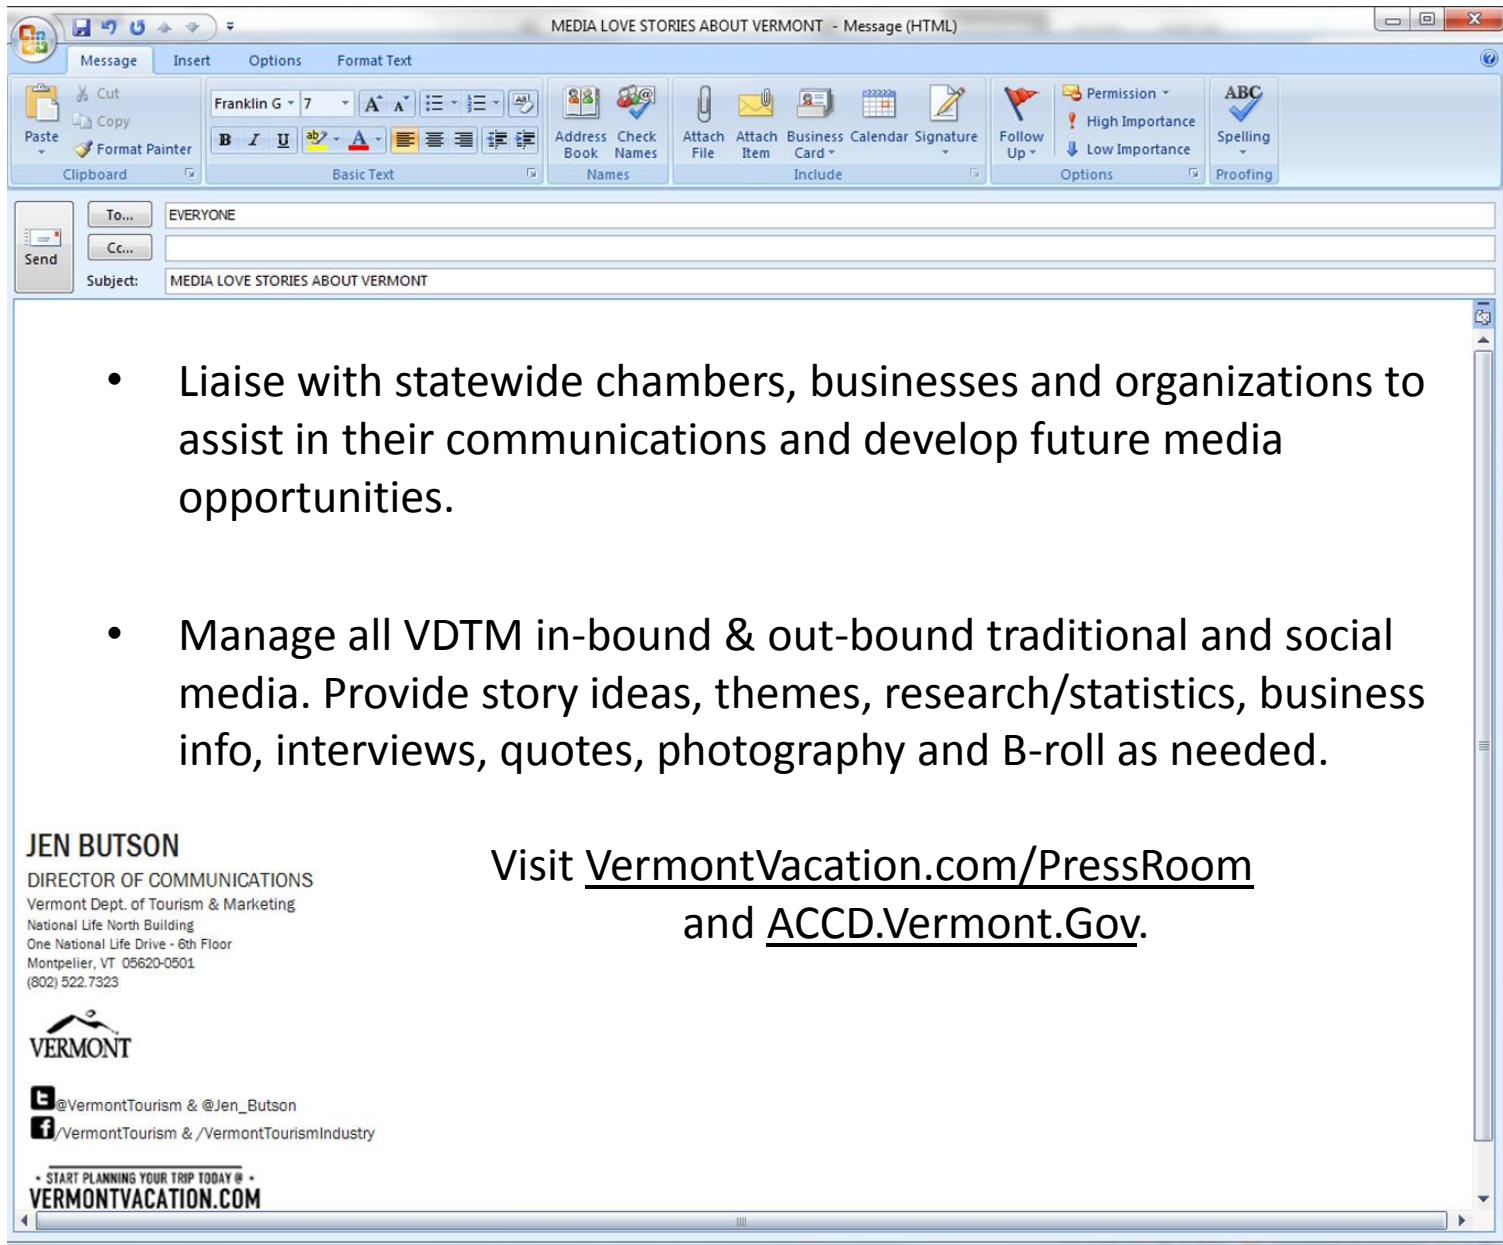 MEDIA LOVE STORIES ABOUT VERMONT - Message (HTML)
Message Insert Options Format Text
Paste
Cut
Copy
Format Painter
Clipboard
Franklin G 7
B I U
Basic Text
Address Book
Check Names
Names
Attach File
Attach Item
Business Card
Calendar
Signature
Include
Follow Up
Permission
High Importance
Low Importance
Options
ABC
Spelling
Proofing
Send
To... EVERYONE
Cc...
Subject: MEDIA LOVE STORIES ABOUT VERMONT
• Liaise with statewide chambers, businesses and organizations to
assist in their communications and develop future media
opportunities.
• Manage all VDTM in-bound & out-bound traditional and social
media. Provide story ideas, themes, research/statistics, business
info, interviews, quotes, photography and B-roll as needed.
Visit VermontVacation.com/PressRoom
and ACCD.Vermont.Gov.
JEN BUTSON
DIRECTOR OF COMMUNICATIONS
Vermont Dept. of Tourism & Marketing
National Life North Building
One National Life Drive - 6th Floor
Montpelier, VT 05620-0501
(802) 522.7323
VERMONT
@VermontTourism & @Jen_Butson
/VermontTourism & /VermontTourismIndustry
• START PLANNING YOUR TRIP TODAY @ •
VERMONTVACATION.COM